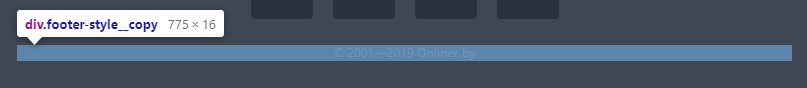 div.footer-style__copy 775 × 16
© 2001—2019 Onliner.by